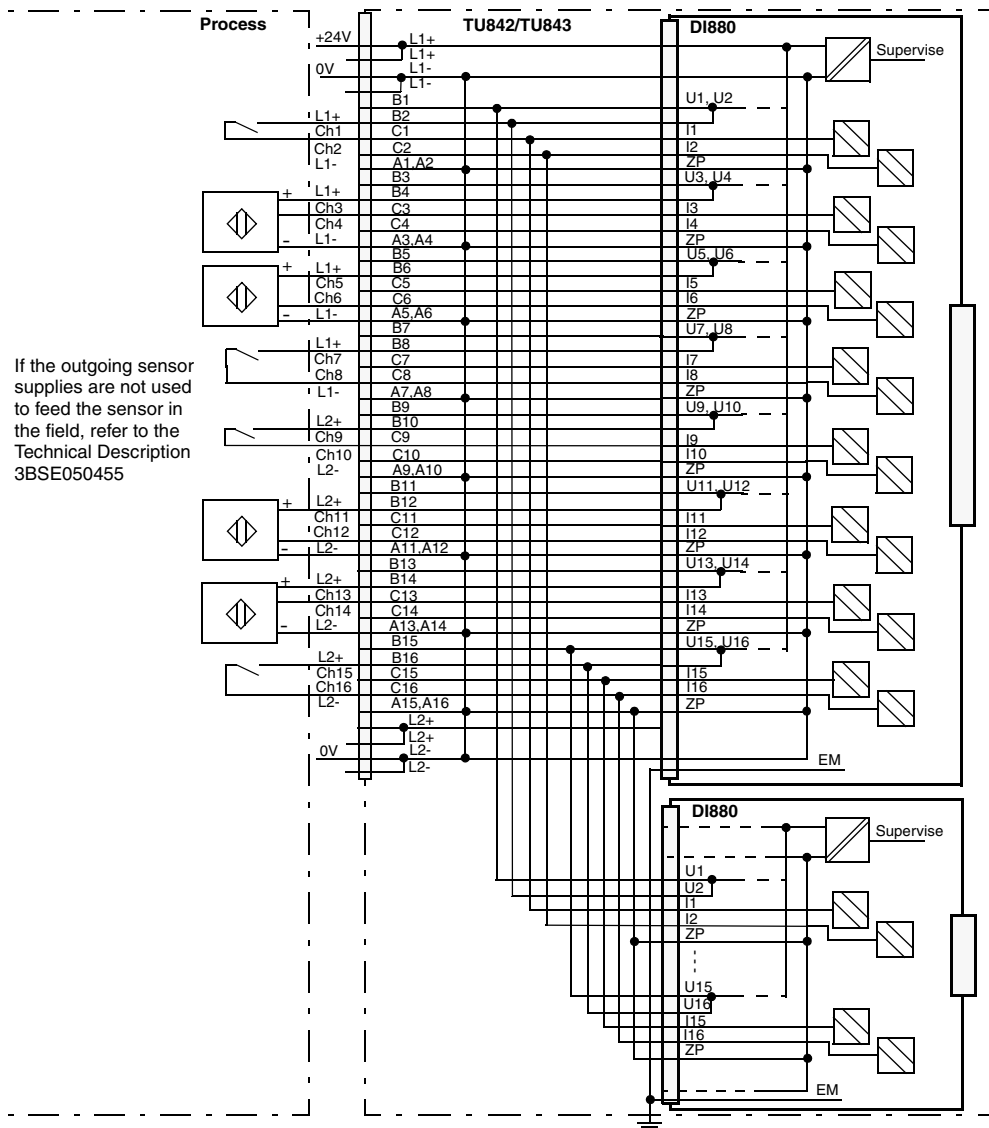 Process
TU842/TU843
DI880
+24V
L1+
L1+
Supervise
0V
L1-
L1-
B1
U1, U2
L1+
B2
Ch1
C1
I1
Ch2
C2
I2
L1-
A1,A2
ZP
B3
U3, U4
+
L1+
B4
Ch3
C3
I3
Ch4
C4
I4
-
L1-
A3,A4
ZP
B5
U5, U6
+
L1+
B6
Ch5
C5
I5
Ch6
C6
I6
-
L1-
A5,A6
ZP
B7
U7, U8
L1+
B8
Ch7
C7
I7
Ch8
C8
I8
L1-
A7,A8
ZP
If the outgoing sensor
supplies are not used
to feed the sensor in
the field, refer to the
Technical Description
3BSE050455
B9
U9, U10
L2+
B10
Ch9
C9
I9
Ch10
C10
I10
L2-
A9,A10
ZP
B11
U11, U12
+
L2+
B12
Ch11
C11
I11
Ch12
C12
I12
-
L2-
A11,A12
ZP
B13
U13, U14
+
L2+
B14
Ch13
C13
I13
Ch14
C14
I14
-
L2-
A13,A14
ZP
B15
U15, U16
L2+
B16
Ch15
C15
I15
Ch16
C16
I16
L2-
A15,A16
ZP
L2+
L2+
0V
L2-
L2-
EM
DI880
Supervise
U1
U2
I1
I2
ZP
U15
U16
I15
I16
ZP
EM